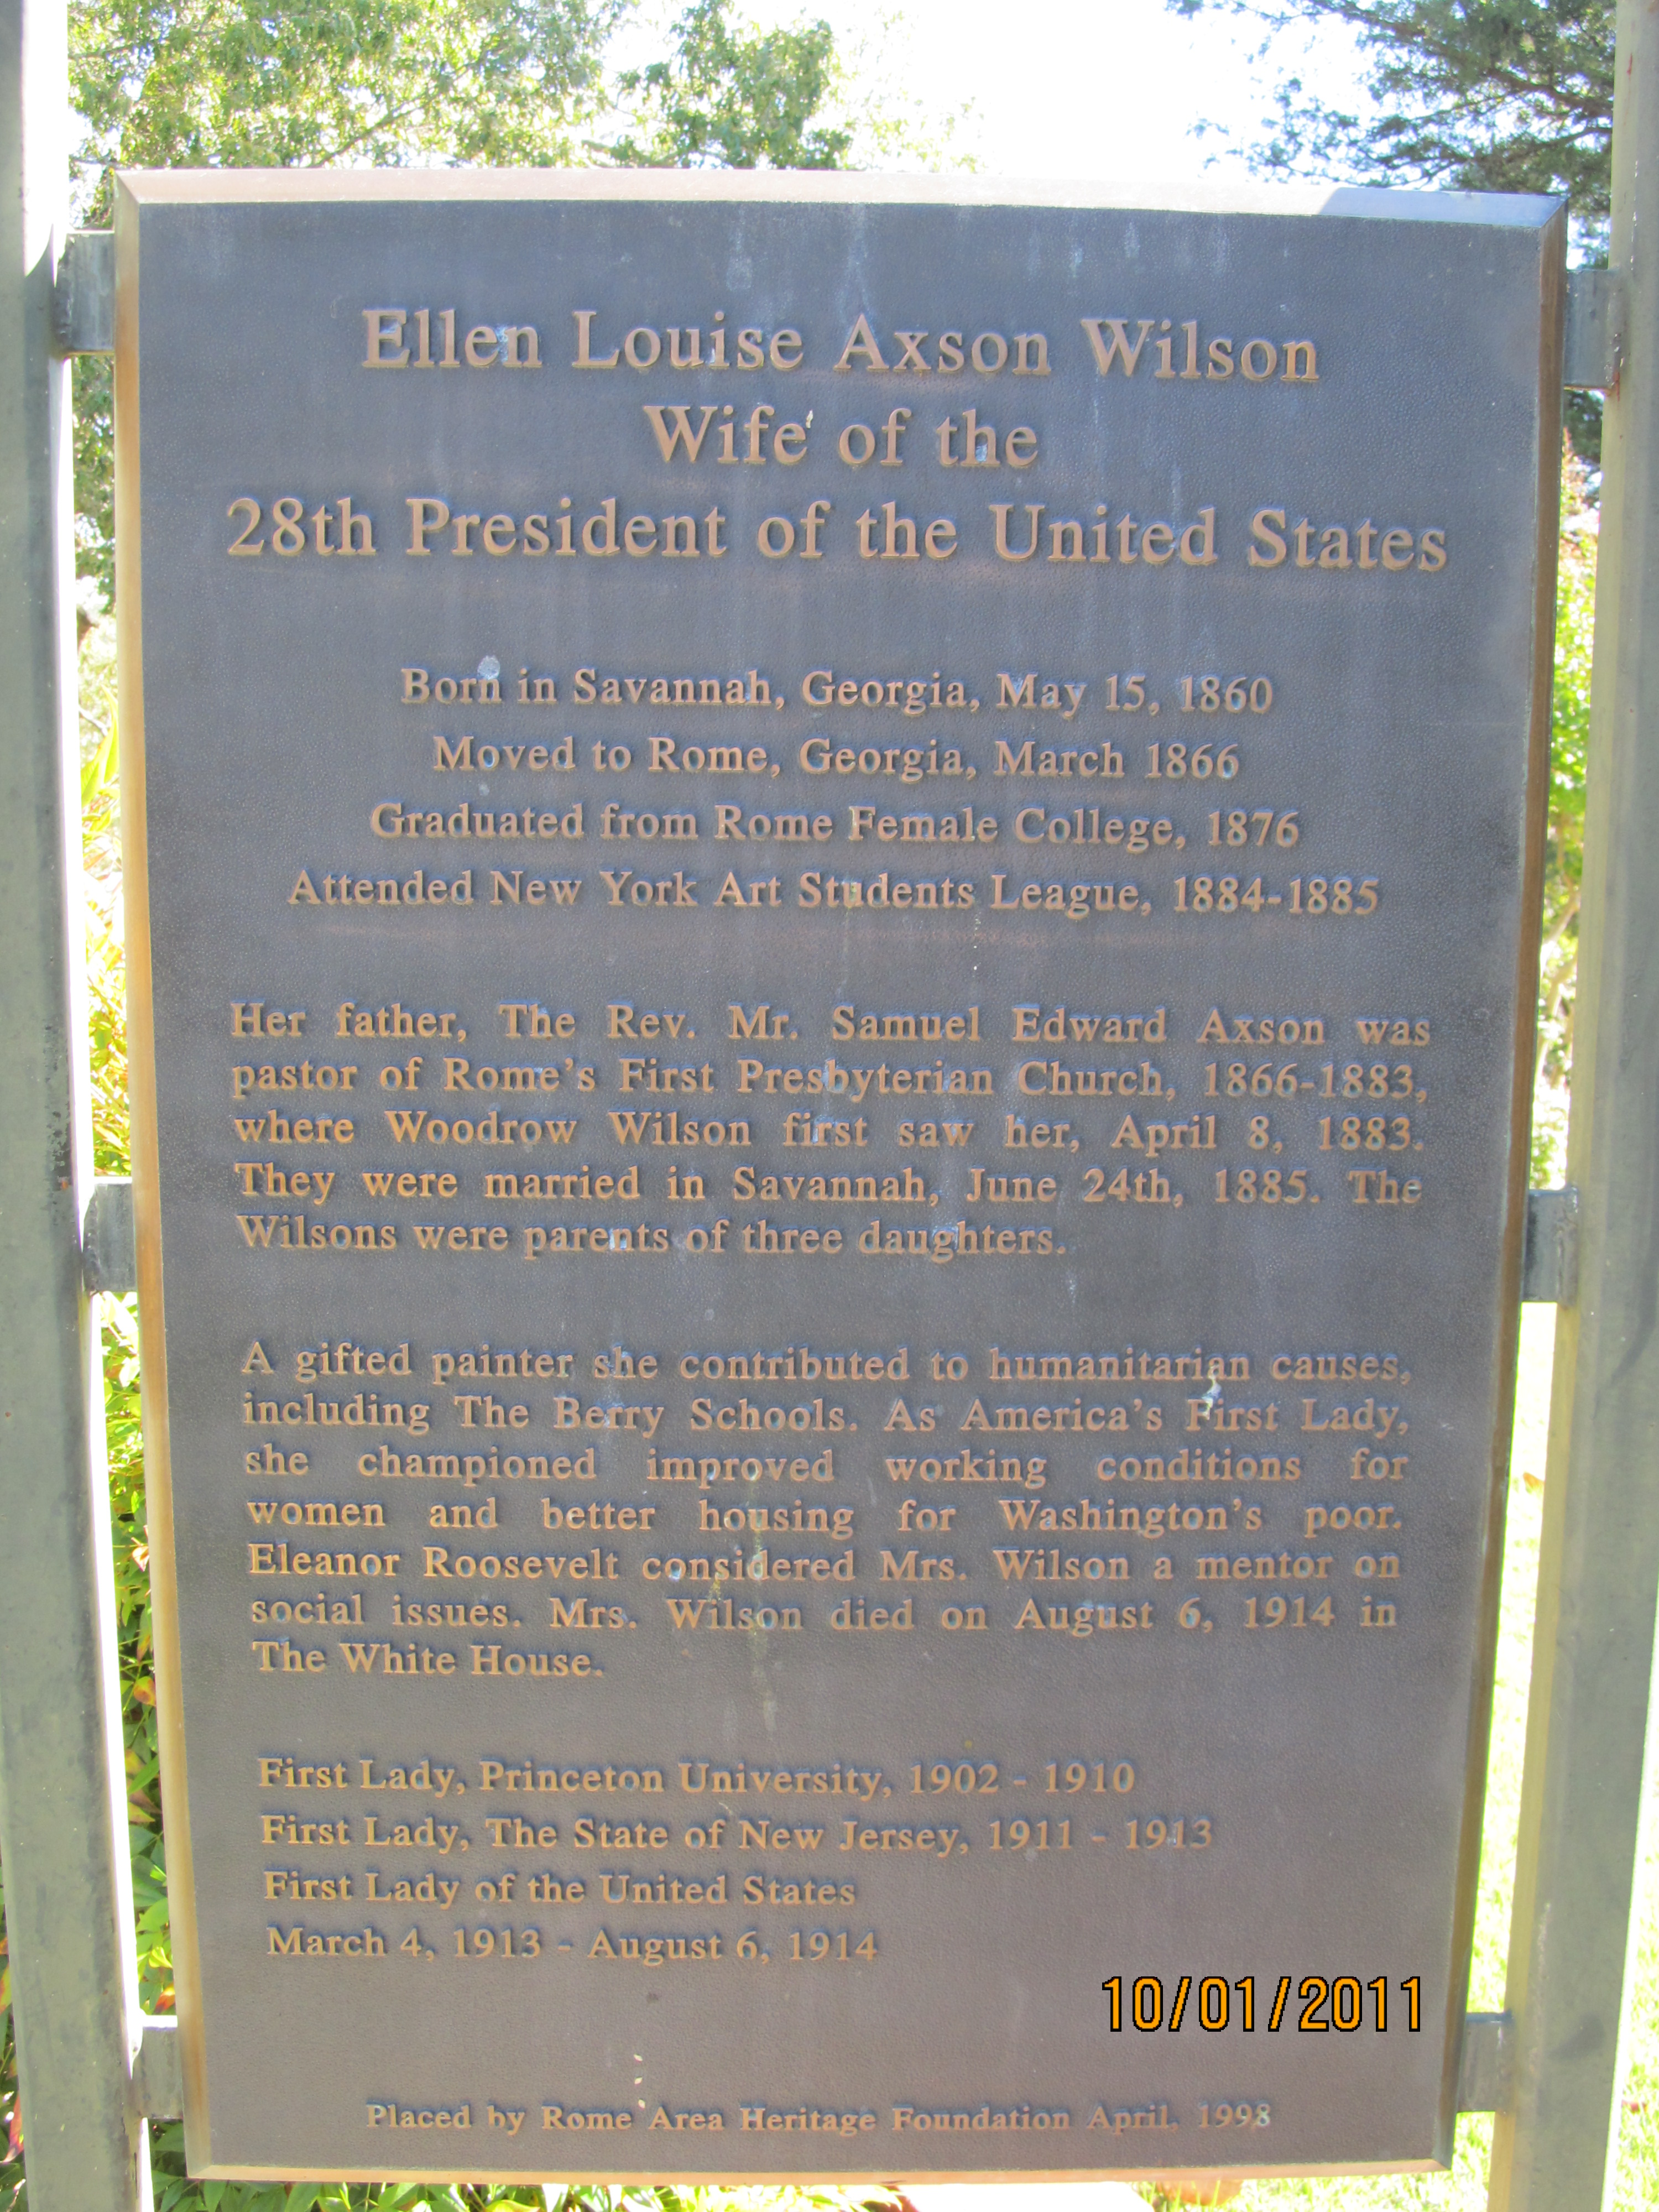 Ellen Louise Axson Wilson
Wife of the
28th President of the United States
Born in Savannah, Georgia, May 15, 1860
Moved to Rome, Georgia, March 1866
Graduated from Rome Female College, 1876
Attended New York Art Students League, 1884-1885
Her father, The Rev. Mr. Samuel Edward Axson was
pastor of Rome's First Presbyterian Church, 1866-1883,
where Woodrow Wilson first saw her, April 8, 1883.
They were married in Savannah, June 24th, 1885. The
Wilsons were parents of three daughters.
A gifted painter she contributed to humanitarian causes,
including The Berry Schools. As America's First Lady,
she championed improved working conditions for
women and better housing for Washington's poor.
Eleanor Roosevelt considered Mrs. Wilson a mentor on
social issues. Mrs. Wilson died on August 6, 1914 in
The White House.
First Lady, Princeton University, 1902 - 1910
First Lady, The State of New Jersey, 1911 - 1913
First Lady of the United States
March 4, 1913 - August 6, 1914
10/01/2011
Placed by Rome Area Heritage Foundation April, 1998